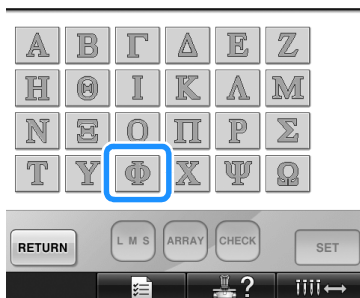 Α Β Γ Δ Ε Ζ
Η Θ Ι Κ Λ Μ
Ν Ξ Ο Π Ρ Σ
Τ Υ Φ Χ Ψ Ω
RETURN L M S ARRAY CHECK SET
?